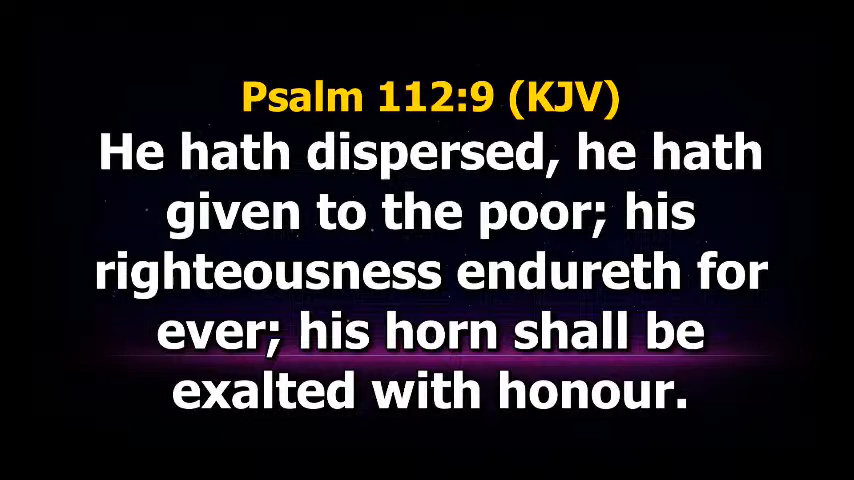 Psalm 112:9 (KJV)
He hath dispersed, he hath
given to the poor; his
righteousness endureth for
ever; his horn shall be
exalted with honour.